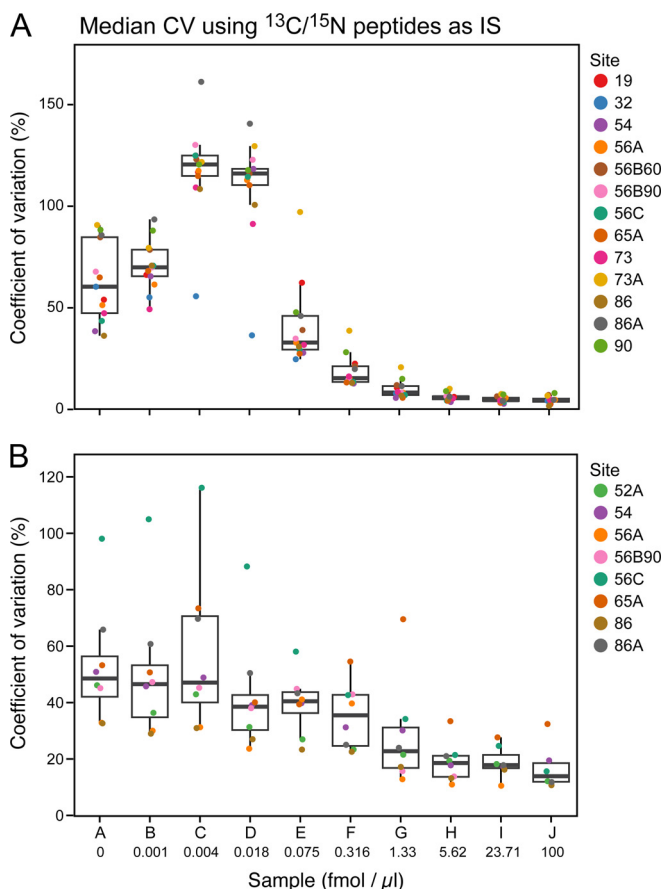 A Median CV using ¹³C/¹⁵N peptides as IS
Coefficient of variation (%)
150
100
50
0
Site
19
32
54
56A
56B60
56B90
56C
65A
73
73A
86
86A
90
B
Coefficient of variation (%)
120
100
80
60
40
20
0
Site
52A
54
56A
56B90
56C
65A
86
86A
A B C D E F G H I J
0 0.001 0.004 0.018 0.075 0.316 1.33 5.62 23.71 100
Sample (fmol / µl)